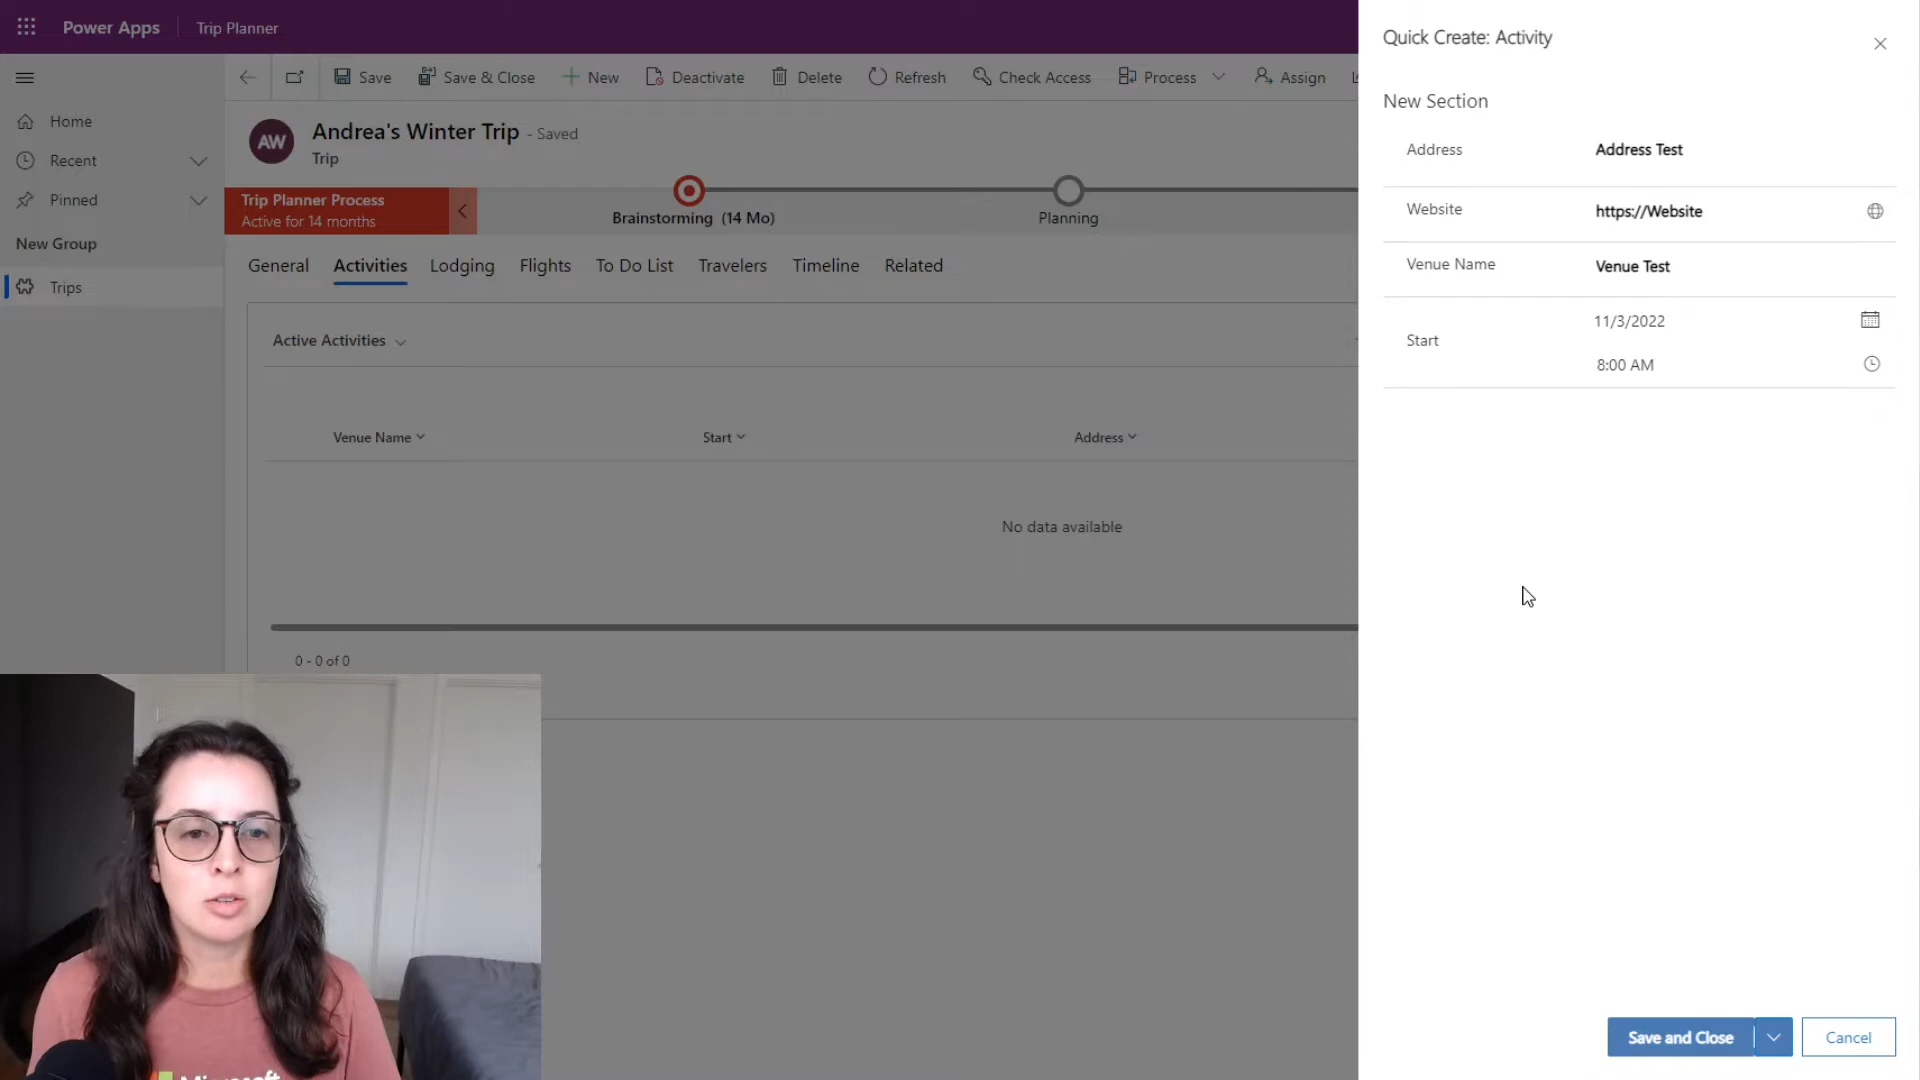 Power Apps
Trip Planner
Save
Save & Close
New
Deactivate
Delete
Refresh
Check Access
Process
Assign
Home
Recent
Pinned
New Group
Trips
AW
Andrea's Winter Trip - Saved
Trip
Trip Planner Process
Active for 14 months
Brainstorming (14 Mo)
Planning
General
Activities
Lodging
Flights
To Do List
Travelers
Timeline
Related
Active Activities
Venue Name
Start
Address
No data available
0 - 0 of 0
Microsoft
Quick Create: Activity
New Section
Address
Address Test
Website
https://Website
Venue Name
Venue Test
Start
11/3/2022
8:00 AM
Save and Close
Cancel